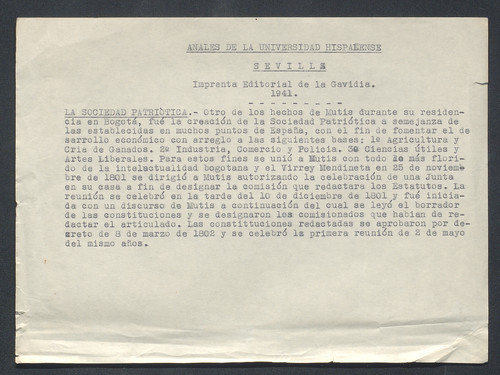 ANALES DE LA UNIVERSIDAD HISPALENSE
SEVILLA
Imprenta Editorial de la Gavidia.
1941.
- - - - - - - - -
LA SOCIEDAD PATRIÓTICA.- Otro de los hechos de Mutis durante su residen-
cia en Bogotá, fué la creación de la Sociedad Patriótica a semejanza de
las establecidas en muchos puntos de España, con el fin de fomentar el de
sarrollo económico con arreglo a las siguientes bases: 1º Agricultura y
Cria de Ganados. 2º Industria, Comercio y Policia. 3º Ciencias Útiles y
Artes Liberales. Para estos fines se unió a Mutis con todo lo más flori-
do de la intelectualidad bogotana y el Virrey Mendinueta en 25 de noviem
bre de 1801 se dirigió a Mutis autorizando la celebración de una Junta
en su casa a fin de designar la comisión que redactara los Estatutos. La
reunión se celebró en la tarde del 10 de diciembre de 1801 y fué inicia-
da con un discurso de Mutis a continuación del cual se leyó el borrador
de las constituciones y se designaron los comisionados que habian de re-
dactar el articulado. Las constituciones redactadas se aprobaron por de-
creto de 8 de marzo de 1802 y se celebró la primera reunión de 2 de mayo
del mismo años.